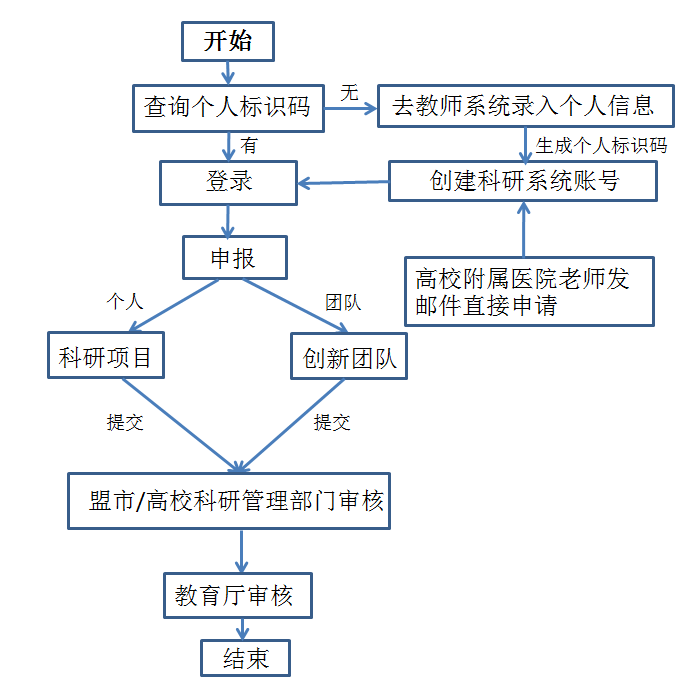 开始
无
查询个人标识码
去教师系统录入个人信息
有
生成个人标识码
登录
创建科研系统账号
申报
高校附属医院老师发
邮件直接申请
个人
团队
科研项目
创新团队
提交
提交
盟市/高校科研管理部门审核
教育厅审核
结束